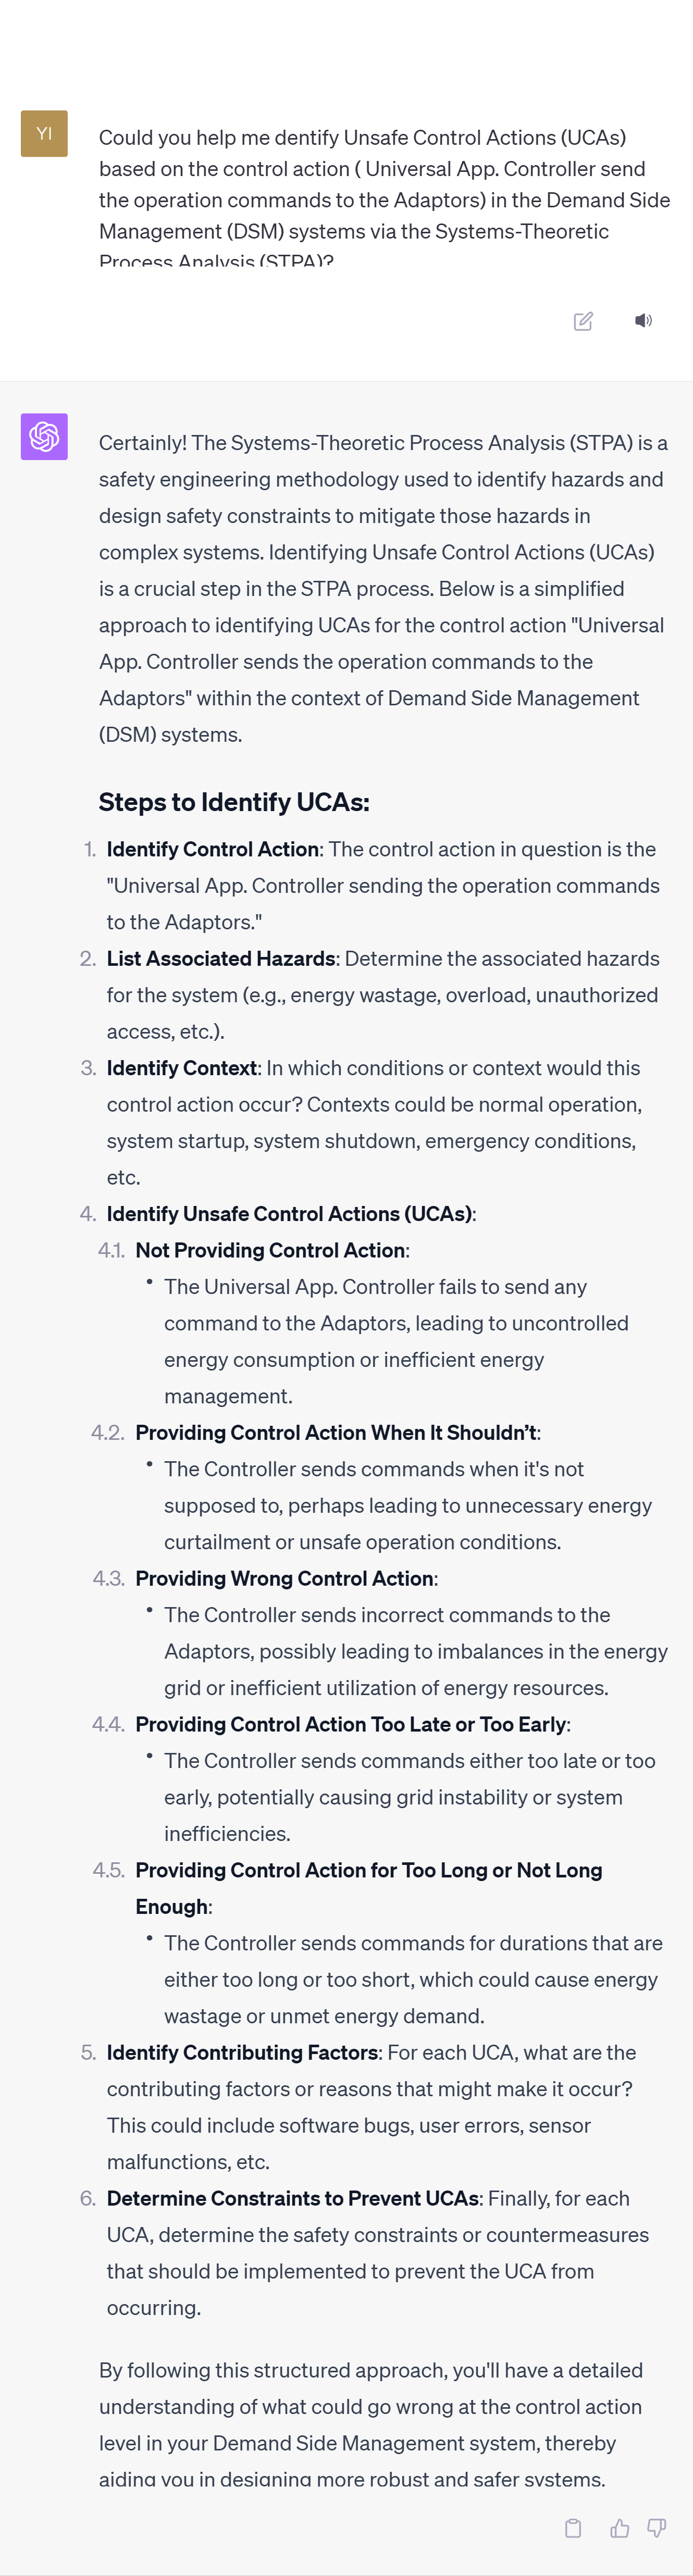 YI
Could you help me dentify Unsafe Control Actions (UCAs)
based on the control action ( Universal App. Controller send
the operation commands to the Adaptors) in the Demand Side
Management (DSM) systems via the Systems-Theoretic
Process Analysis (STPA)?
Certainly! The Systems-Theoretic Process Analysis (STPA) is a
safety engineering methodology used to identify hazards and
design safety constraints to mitigate those hazards in
complex systems. Identifying Unsafe Control Actions (UCAs)
is a crucial step in the STPA process. Below is a simplified
approach to identifying UCAs for the control action "Universal
App. Controller sends the operation commands to the
Adaptors" within the context of Demand Side Management
(DSM) systems.
Steps to Identify UCAs:
1. Identify Control Action: The control action in question is the
"Universal App. Controller sending the operation commands
to the Adaptors."
2. List Associated Hazards: Determine the associated hazards
for the system (e.g., energy wastage, overload, unauthorized
access, etc.).
3. Identify Context: In which conditions or context would this
control action occur? Contexts could be normal operation,
system startup, system shutdown, emergency conditions,
etc.
4. Identify Unsafe Control Actions (UCAs):
4.1. Not Providing Control Action:
• The Universal App. Controller fails to send any
command to the Adaptors, leading to uncontrolled
energy consumption or inefficient energy
management.
4.2. Providing Control Action When It Shouldn’t:
• The Controller sends commands when it's not
supposed to, perhaps leading to unnecessary energy
curtailment or unsafe operation conditions.
4.3. Providing Wrong Control Action:
• The Controller sends incorrect commands to the
Adaptors, possibly leading to imbalances in the energy
grid or inefficient utilization of energy resources.
4.4. Providing Control Action Too Late or Too Early:
• The Controller sends commands either too late or too
early, potentially causing grid instability or system
inefficiencies.
4.5. Providing Control Action for Too Long or Not Long
Enough:
• The Controller sends commands for durations that are
either too long or too short, which could cause energy
wastage or unmet energy demand.
5. Identify Contributing Factors: For each UCA, what are the
contributing factors or reasons that might make it occur?
This could include software bugs, user errors, sensor
malfunctions, etc.
6. Determine Constraints to Prevent UCAs: Finally, for each
UCA, determine the safety constraints or countermeasures
that should be implemented to prevent the UCA from
occurring.
By following this structured approach, you'll have a detailed
understanding of what could go wrong at the control action
level in your Demand Side Management system, thereby
aiding you in designing more robust and safer systems.